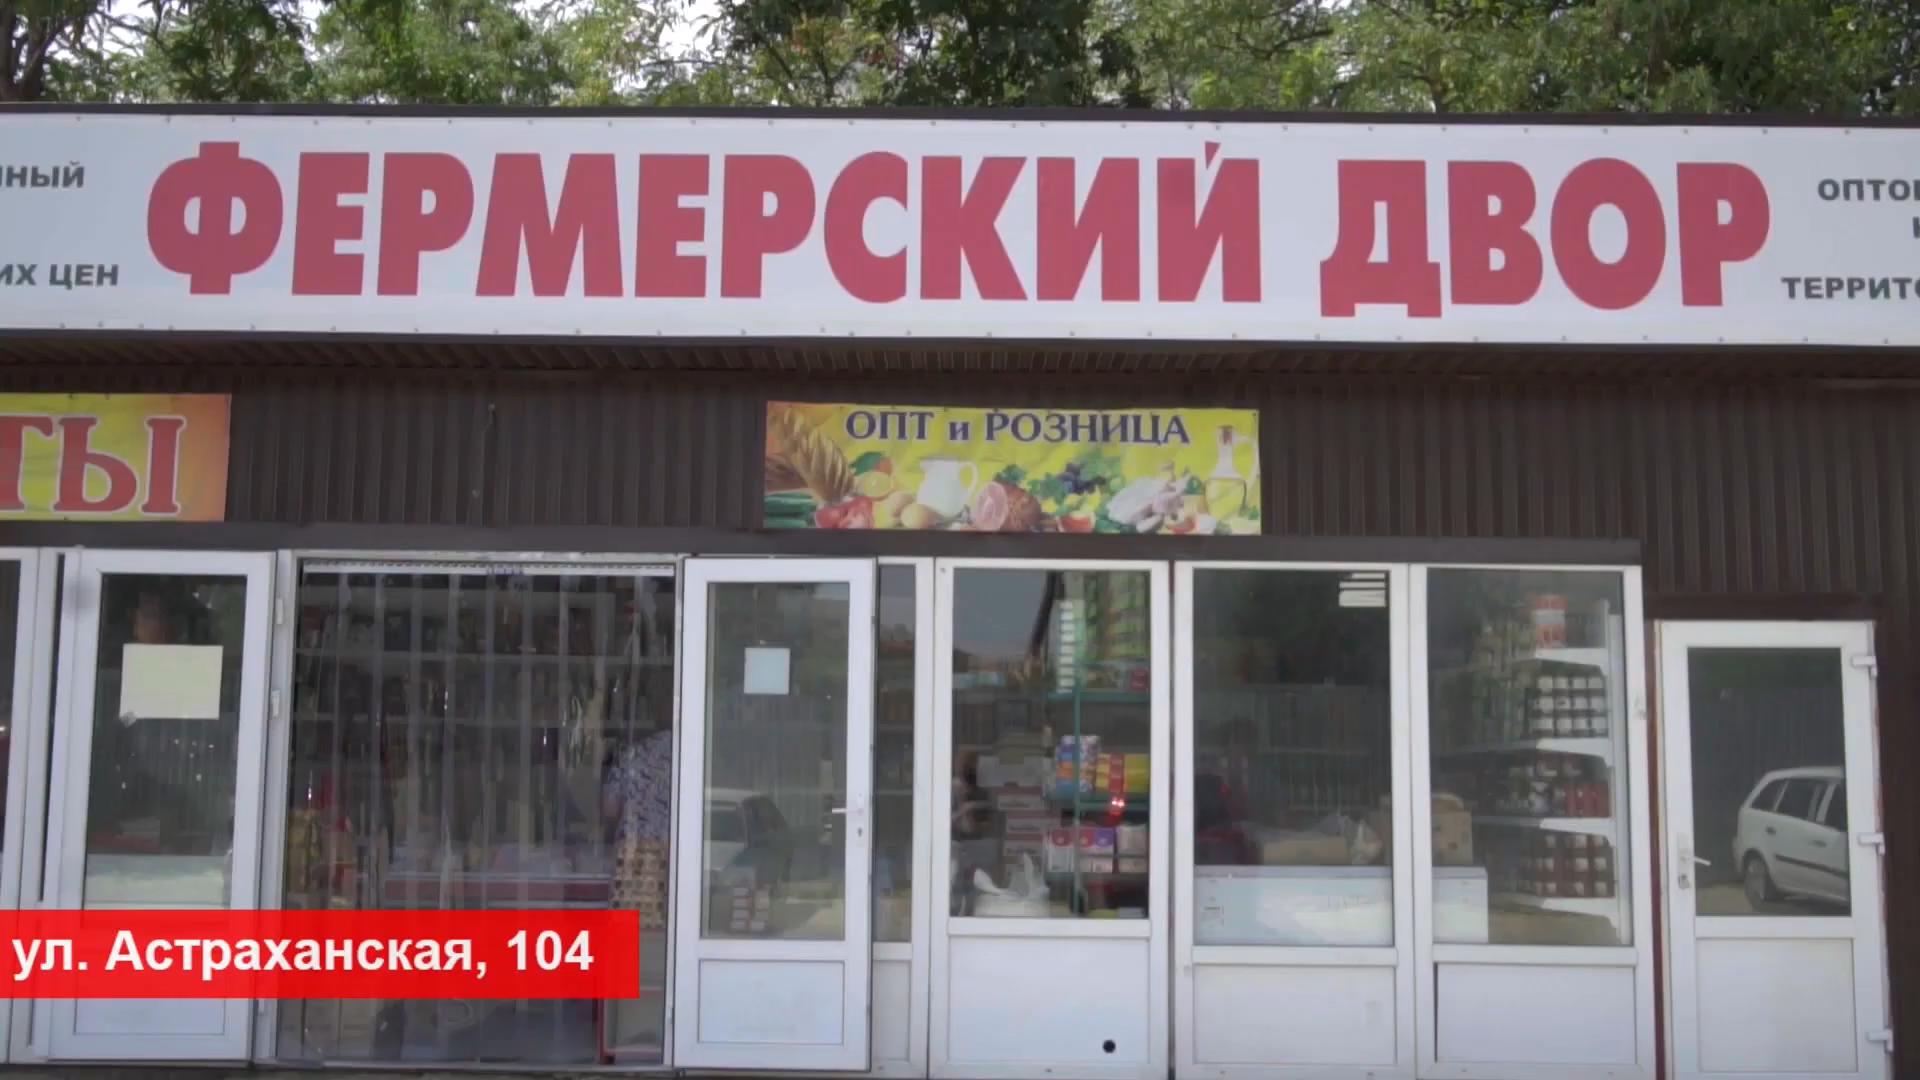 ФЕРМЕРСКИЙ ДВОР
ИХ ЦЕН
ОПТ и РОЗНИЦА
ул. Астраханская, 104